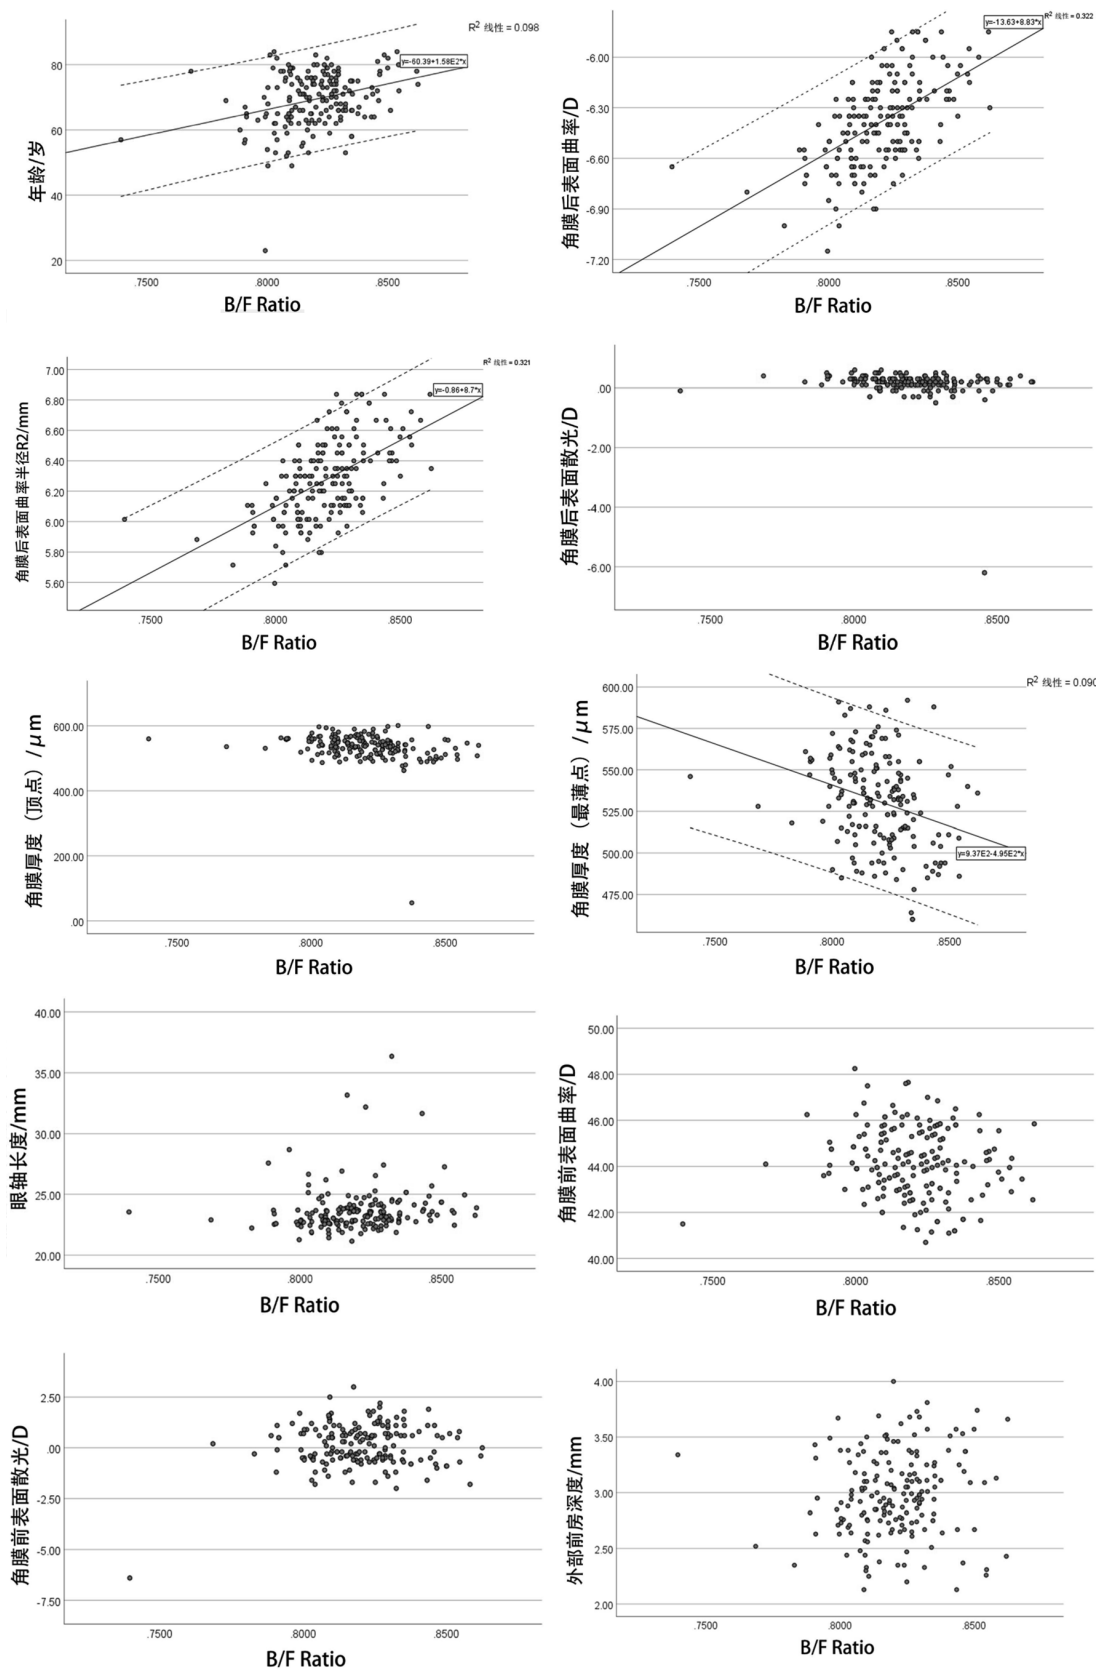 R² 线性 = 0.098
y=-60.39+1.58E2*x
80
60
40
20
年龄/岁
.7500 .8000 .8500
B/F Ratio
R² 线性 = 0.322
y=-13.63+8.83*x
-6.00
-6.30
-6.60
-6.90
-7.20
角膜后表面曲率/D
.7500 .8000 .8500
B/F Ratio
R² 线性 = 0.321
y=-0.86+8.7*x
7.00
6.80
6.60
6.40
6.20
6.00
5.80
5.60
角膜后表面曲率半径R2/mm
.7500 .8000 .8500
B/F Ratio
.00
-2.00
-4.00
-6.00
角膜后表面散光/D
.7500 .8000 .8500
B/F Ratio
600.00
400.00
200.00
.00
角膜厚度（顶点）/μm
.7500 .8000 .8500
B/F Ratio
R² 线性 = 0.090
y=9.37E2-4.95E2*x
600.00
575.00
550.00
525.00
500.00
475.00
角膜厚度（最薄点）/μm
.7500 .8000 .8500
B/F Ratio
40.00
35.00
30.00
25.00
20.00
眼轴长度/mm
.7500 .8000 .8500
B/F Ratio
50.00
48.00
46.00
44.00
42.00
40.00
角膜前表面曲率/D
.7500 .8000 .8500
B/F Ratio
2.50
.00
-2.50
-5.00
-7.50
角膜前表面散光/D
.7500 .8000 .8500
B/F Ratio
4.00
3.50
3.00
2.50
2.00
外部前房深度/mm
.7500 .8000 .8500
B/F Ratio